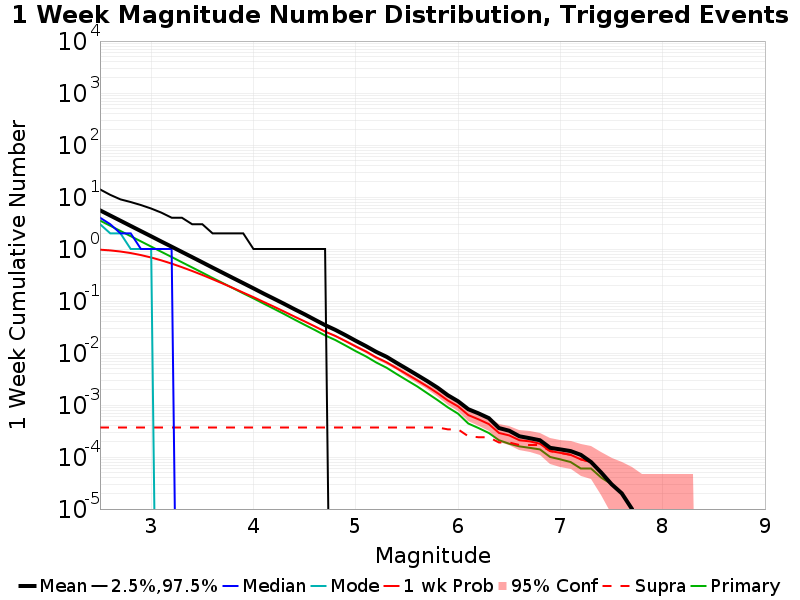 1 Week Magnitude Number Distribution, Triggered Events
10^4
10^3
10^2
10^1
10^0
10^-1
10^-2
10^-3
10^-4
10^-5
1 Week Cumulative Number
3 4 5 6 7 8 9
Magnitude
Mean 2.5%,97.5% Median Mode 1 wk Prob 95% Conf Supra Primary